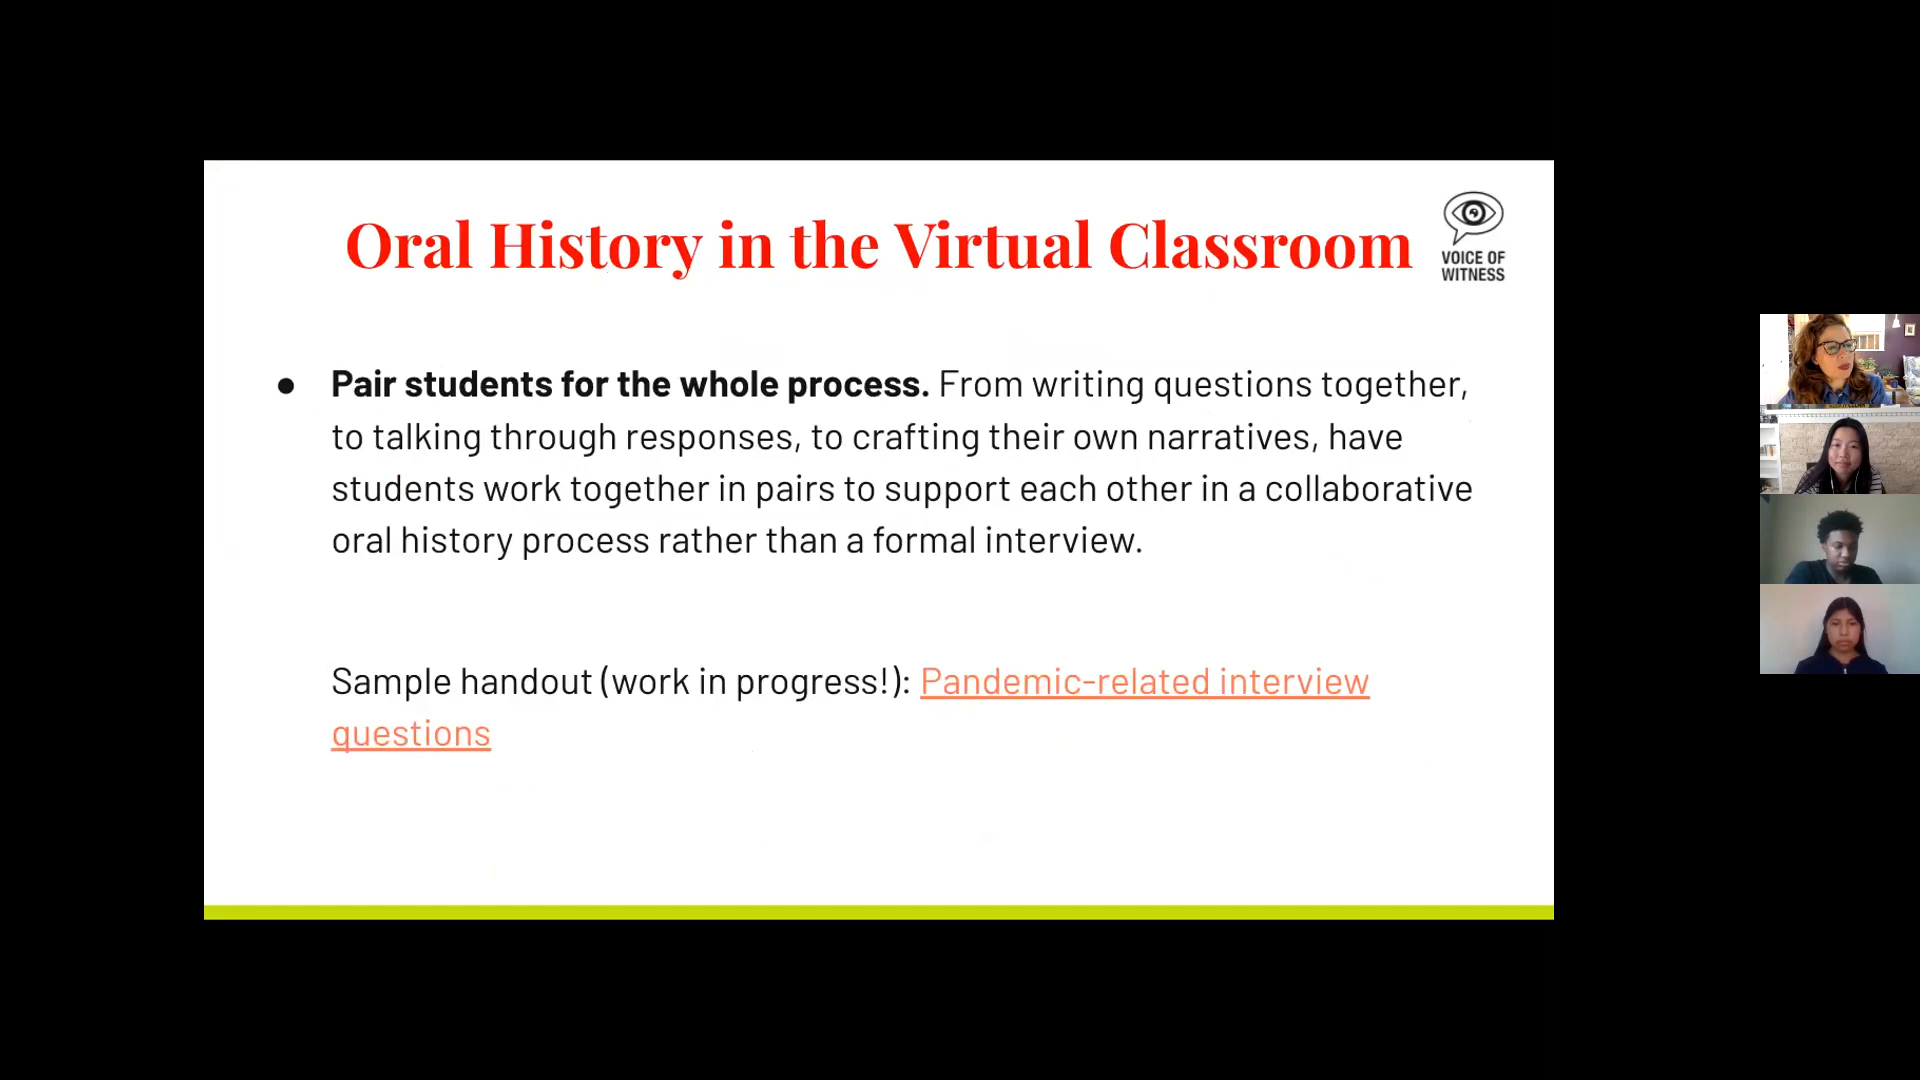 Oral History in the Virtual Classroom
VOICE OF
WITNESS
● Pair students for the whole process. From writing questions together,
to talking through responses, to crafting their own narratives, have
students work together in pairs to support each other in a collaborative
oral history process rather than a formal interview.
Sample handout (work in progress!): Pandemic-related interview
questions